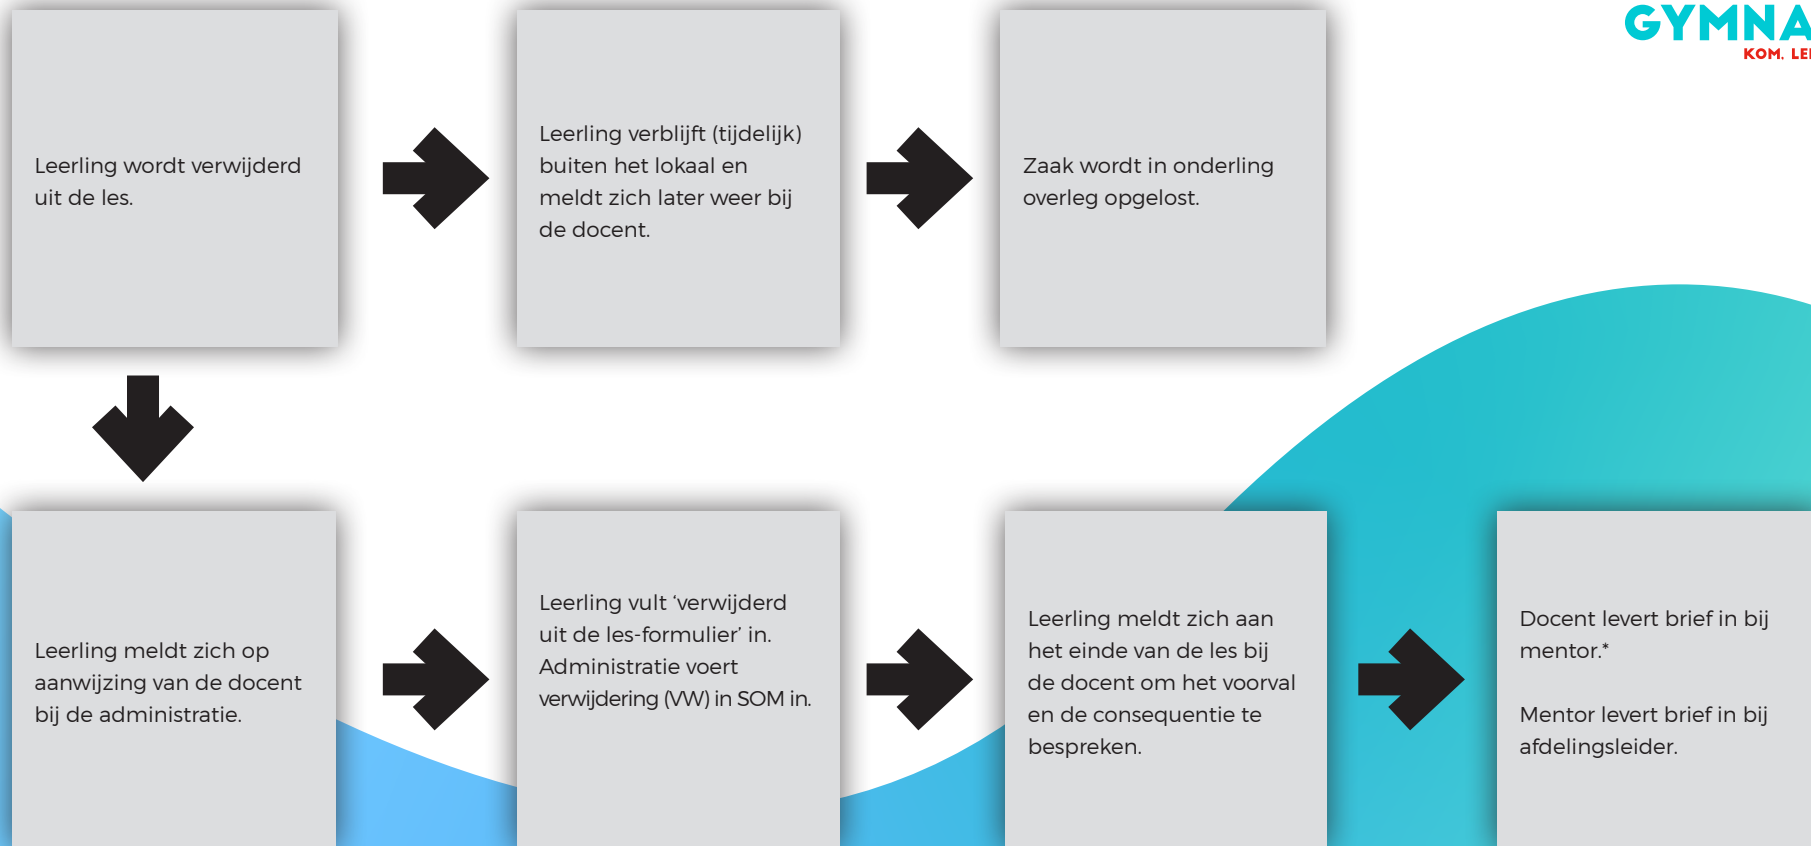 GYMNA
KOM. LE
Leerling wordt verwijderd
uit de les.
Leerling verblijft (tijdelijk)
buiten het lokaal en
meldt zich later weer bij
de docent.
Zaak wordt in onderling
overleg opgelost.
Leerling meldt zich op
aanwijzing van de docent
bij de administratie.
Leerling vult ‘verwijderd
uit de les-formulier’ in.
Administratie voert
verwijdering (VW) in SOM in.
Leerling meldt zich aan
het einde van de les bij
de docent om het voorval
en de consequentie te
bespreken.
Docent levert brief in bij
mentor.*
Mentor levert brief in bij
afdelingsleider.